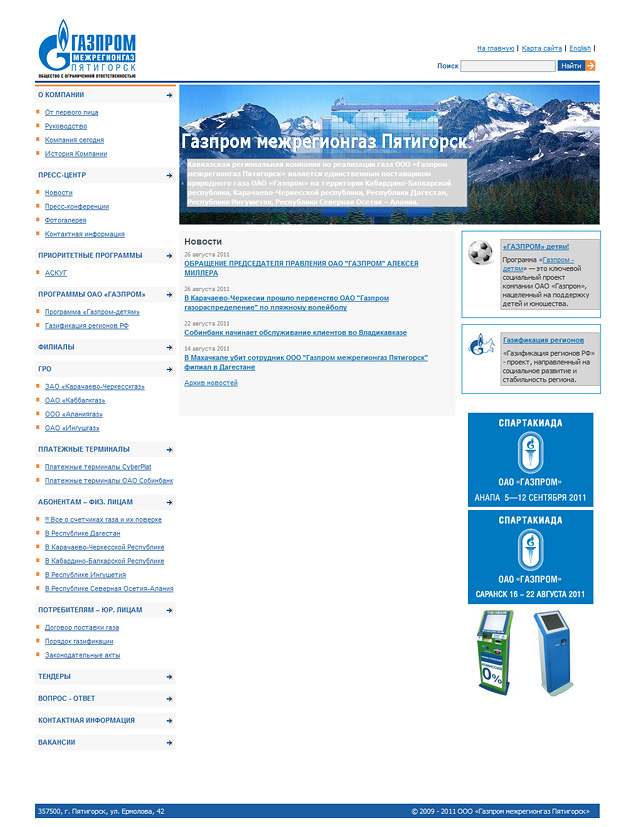 ГАЗПРОМ
МЕЖРЕГИОНГАЗ
ПЯТИГОРСК
ОБЩЕСТВО С ОГРАНИЧЕННОЙ ОТВЕТСТВЕННОСТЬЮ
На главную | Карта сайта | English |
Поиск Найти
О КОМПАНИИ
От первого лица
Руководство
Компания сегодня
История Компании
ПРЕСС-ЦЕНТР
Новости
Пресс-конференции
Фотогалерея
Контактная информация
ПРИОРИТЕТНЫЕ ПРОГРАММЫ
АСКУГ
ПРОГРАММЫ ОАО «ГАЗПРОМ»
Программа «Газпром-детям»
Газификация регионов РФ
ФИЛИАЛЫ
ГРО
ЗАО «Карачаево-Черкесскгаз»
ОАО «Каббалкгаз»
ООО «Аланиягаз»
ОАО «Ингушгаз»
ПЛАТЕЖНЫЕ ТЕРМИНАЛЫ
Платежные терминалы CyberPlat
Платежные терминалы ОАО Собинбанк
АБОНЕНТАМ – ФИЗ. ЛИЦАМ
!! Все о счетчиках газа и их поверке
В Республике Дагестан
В Карачаево-Черкесской Республике
В Кабардино-Балкарской Республике
В Республике Ингушетия
В Республике Северная Осетия-Алания
ПОТРЕБИТЕЛЯМ – ЮР. ЛИЦАМ
Договор поставки газа
Порядок газификации
Законодательные акты
ТЕНДЕРЫ
ВОПРОС - ОТВЕТ
КОНТАКТНАЯ ИНФОРМАЦИЯ
ВАКАНСИИ
Газпром межрегионгаз Пятигорск
Кавказская региональная компания по реализации газа ООО «Газпром
межрегионгаз Пятигорск» является единственным поставщиком
природного газа ОАО «Газпром» на территории Кабардино-Балкарской
республики, Карачаево-Черкесской республики, Республики Дагестан,
Республики Ингушетия, Республики Северная Осетия – Алания.
Новости
26 августа 2011
ОБРАЩЕНИЕ ПРЕДСЕДАТЕЛЯ ПРАВЛЕНИЯ ОАО "ГАЗПРОМ" АЛЕКСЕЯ
МИЛЛЕРА
26 августа 2011
В Карачаево-Черкесии прошло первенство ОАО "Газпром
газораспределение" по пляжному волейболу
22 августа 2011
Собинбанк начинает обслуживание клиентов во Владикавказе
14 августа 2011
В Махачкале убит сотрудник ООО "Газпром межрегионгаз Пятигорск"
филиал в Дагестане
Архив новостей
«ГАЗПРОМ» детям!
Программа «Газпром -
детям» — это ключевой
социальный проект
компании ОАО «Газпром»,
нацеленный на поддержку
детей и юношества.
Газификация регионов
«Газификация регионов РФ»
- проект, направленный на
социальное развитие и
стабильность региона.
СПАРТАКИАДА
ОАО «ГАЗПРОМ»
АНАПА 5—12 СЕНТЯБРЯ 2011
СПАРТАКИАДА
ОАО «ГАЗПРОМ»
САРАНСК 16 – 22 АВГУСТА 2011
0%
357500, г. Пятигорск, ул. Ермолова, 42
© 2009 - 2011 ООО «Газпром межрегионгаз Пятигорск»